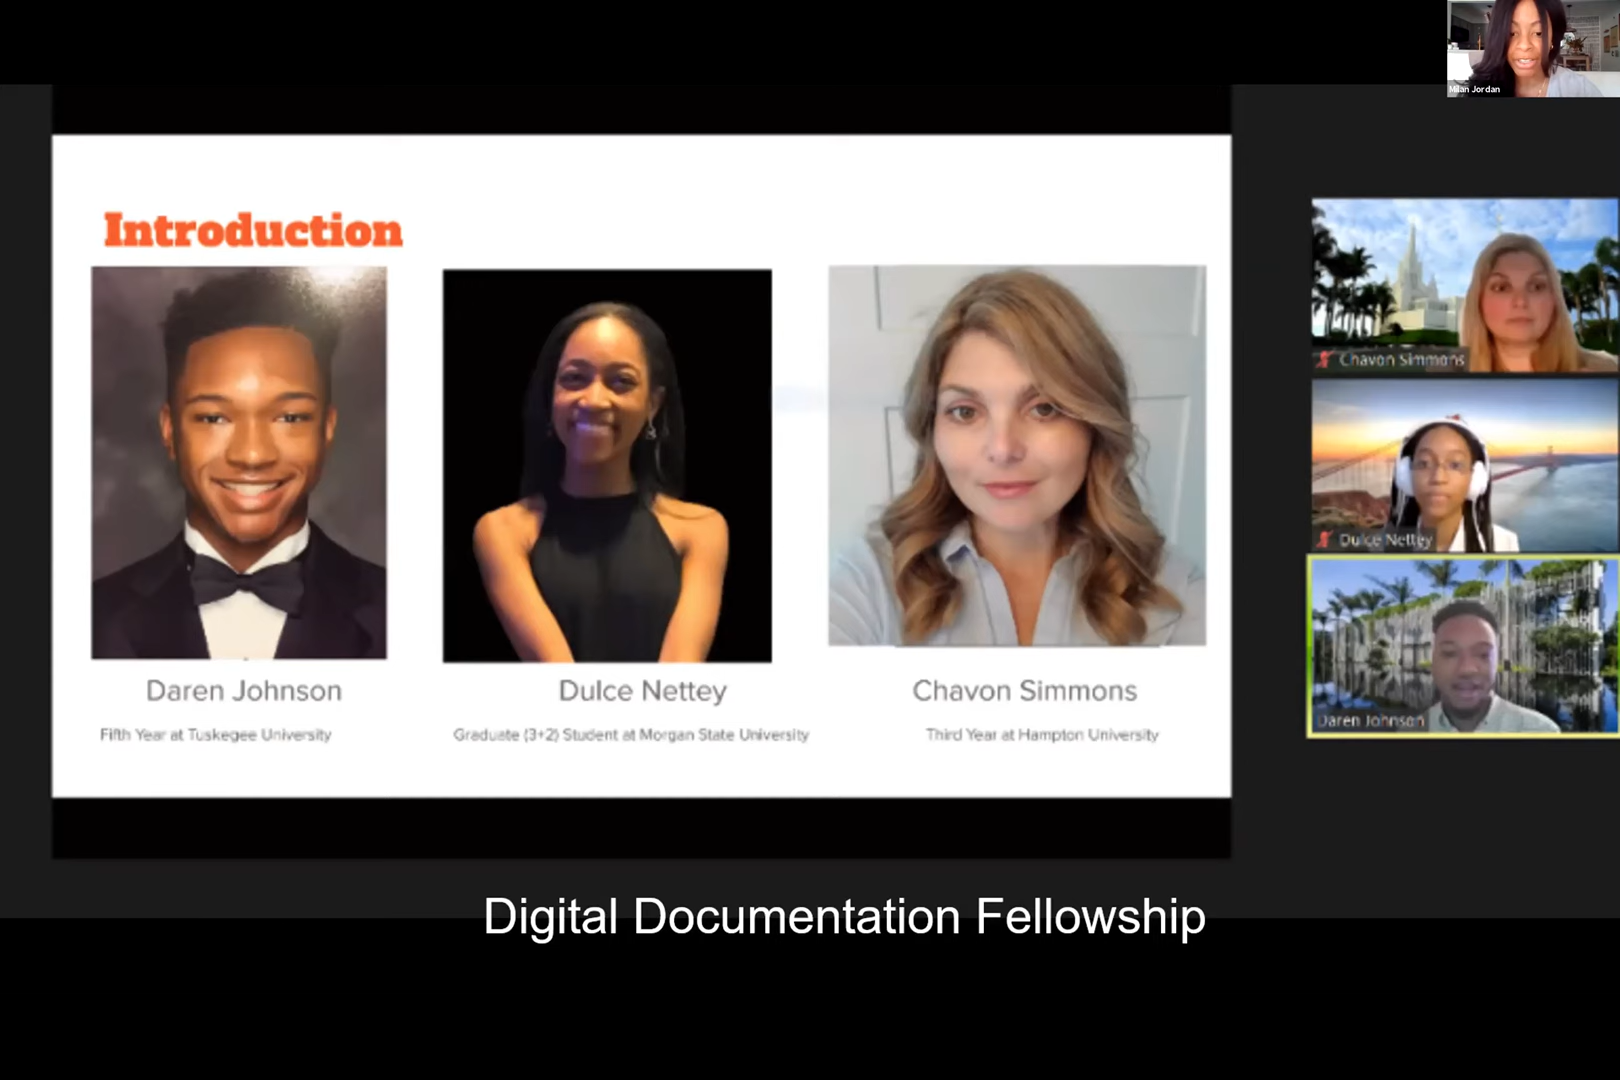 Milan Jordan
Introduction
Daren Johnson
Fifth Year at Tuskegee University
Dulce Nettey
Graduate (3+2) Student at Morgan State University
Chavon Simmons
Third Year at Hampton University
Chavon Simmons
Dulce Nettey
Daren Johnson
Digital Documentation Fellowship